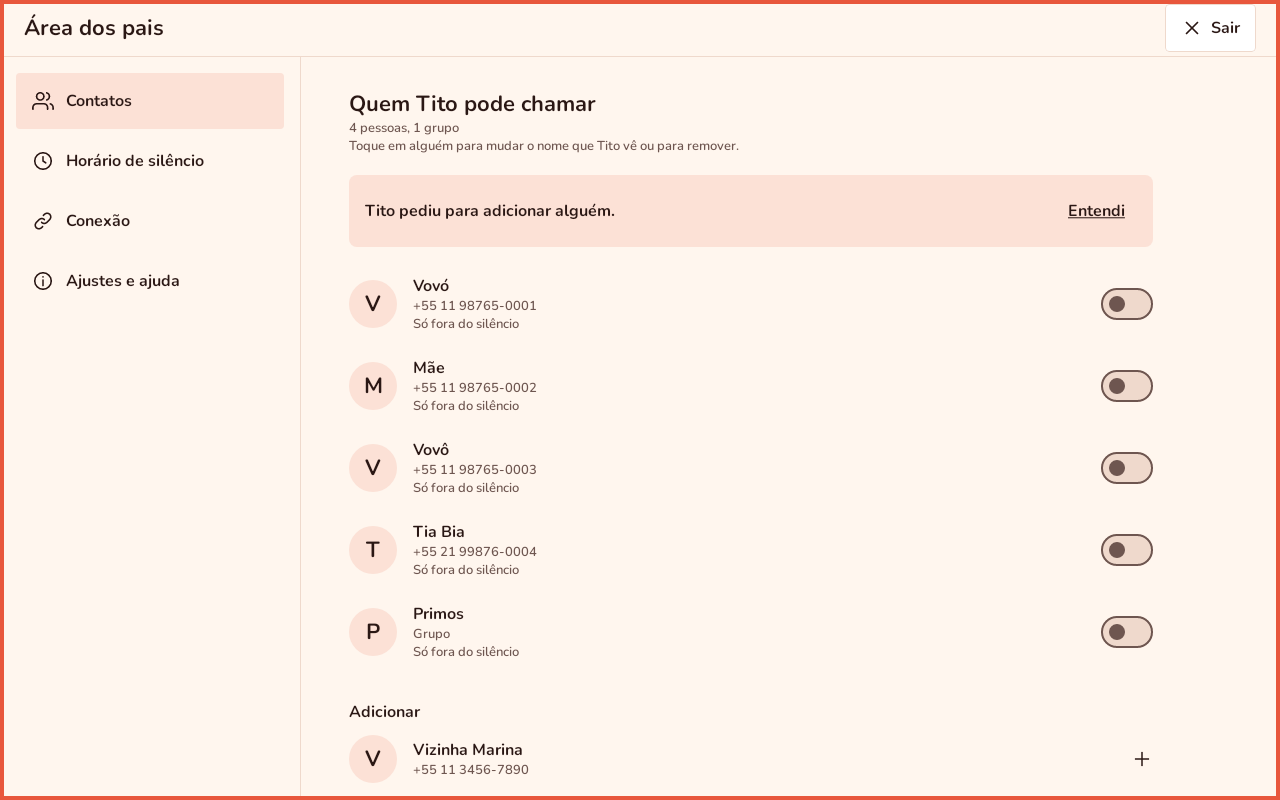 Área dos pais
Sair
Contatos
Horário de silêncio
Conexão
Ajustes e ajuda
Quem Tito pode chamar
4 pessoas, 1 grupo
Toque em alguém para mudar o nome que Tito vê ou para remover.
Tito pediu para adicionar alguém.
Entendi
V
Vovó
+55 11 98765-0001
Só fora do silêncio
M
Mãe
+55 11 98765-0002
Só fora do silêncio
V
Vovô
+55 11 98765-0003
Só fora do silêncio
T
Tia Bia
+55 21 99876-0004
Só fora do silêncio
P
Primos
Grupo
Só fora do silêncio
Adicionar
V
Vizinha Marina
+55 11 3456-7890